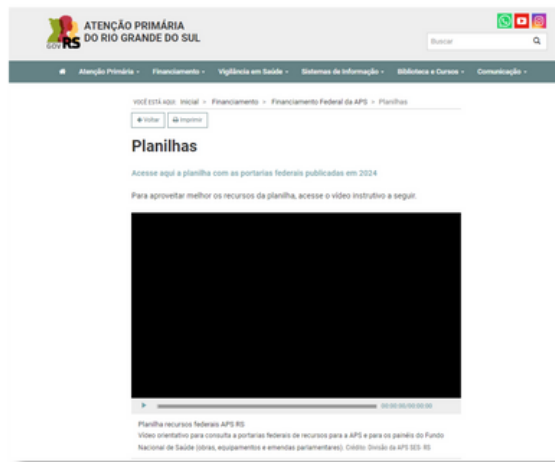 ATENÇÃO PRIMÁRIA
DO RIO GRANDE DO SUL
GOV RS
Buscar
Atenção Primária
Financiamento
Vigilância em Saúde
Sistemas de Informação
Biblioteca e Cursos
Comunicação
VOCÊ ESTÁ AQUI: Inicial > Financiamento > Financiamento Federal da APS > Planilhas
Voltar
Imprimir
Planilhas
Acesse aqui a planilha com as portarias federais publicadas em 2024
Para aproveitar melhor os recursos da planilha, acesse o vídeo instrutivo a seguir.
Planilha recursos federais APS RS
Vídeo orientativo para consulta a portarias federais de recursos para a APS e para os painéis do Fundo
Nacional de Saúde (obras, equipamentos e emendas parlamentares). Crédito: Divisão da APS SES- RS